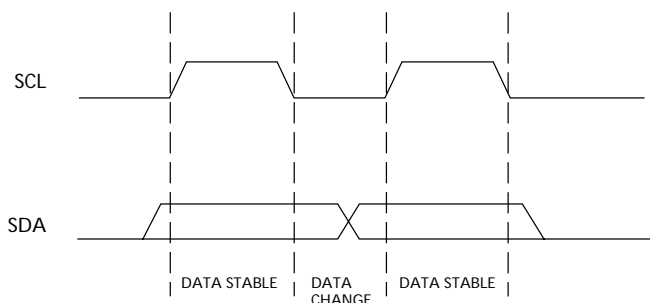 SCL
SDA
DATA STABLE
DATA
CHANGE
DATA STABLE